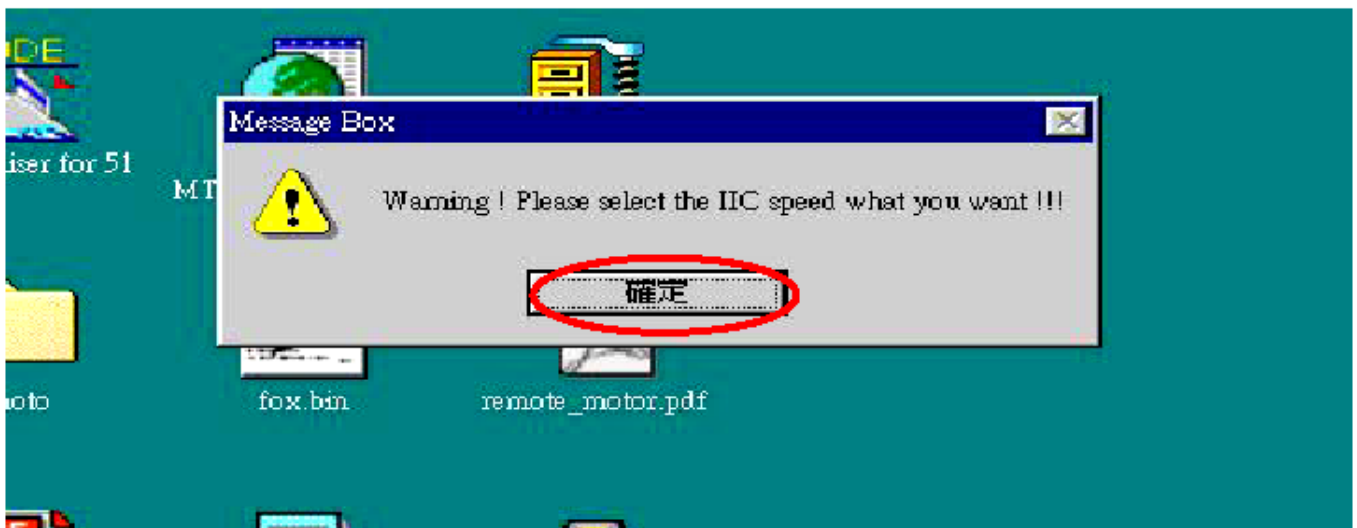 ODE
Message Box
iser for 51
MT
Warning ! Please select the IIC speed what you want !!!
確定
oto
fox.bin
remote_motor.pdf